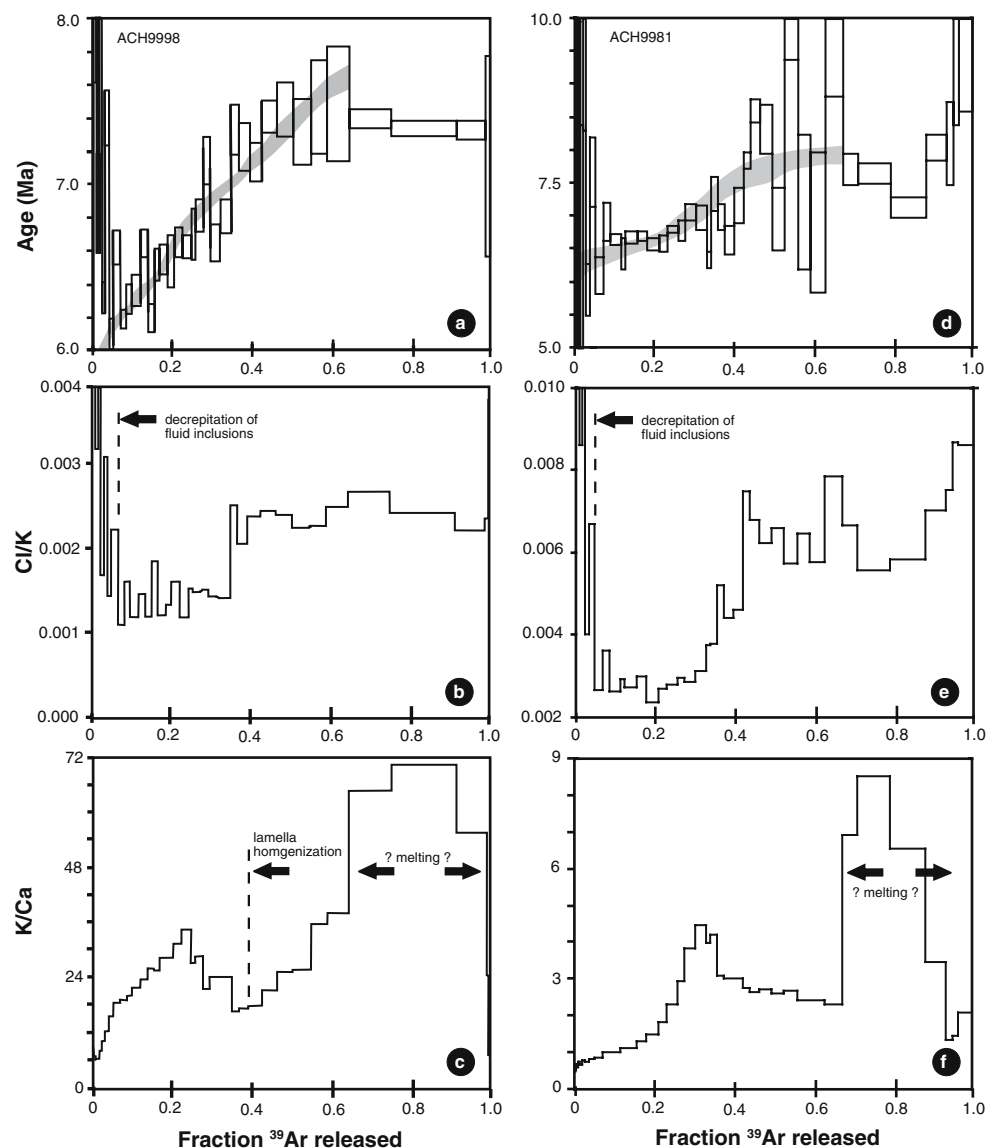 8.0
ACH9998
7.0
Age (Ma)
6.0
0
0.2
0.4
0.6
0.8
1.0
a
10.0
ACH9981
7.5
5.0
0
0.2
0.4
0.6
0.8
1.0
d
0.004
decrepitation of
fluid inclusions
0.003
0.002
Cl/K
0.001
0.000
0
0.2
0.4
0.6
0.8
1.0
b
0.010
decrepitation of
fluid inclusions
0.008
0.006
0.004
0.002
0
0.2
0.4
0.6
0.8
1.0
e
72
lamella
homgenization
? melting ?
48
K/Ca
24
0
0
0.2
0.4
0.6
0.8
1.0
c
Fraction ³⁹Ar released
9
6
? melting ?
3
0
0
0.2
0.4
0.6
0.8
1.0
f
Fraction ³⁹Ar released